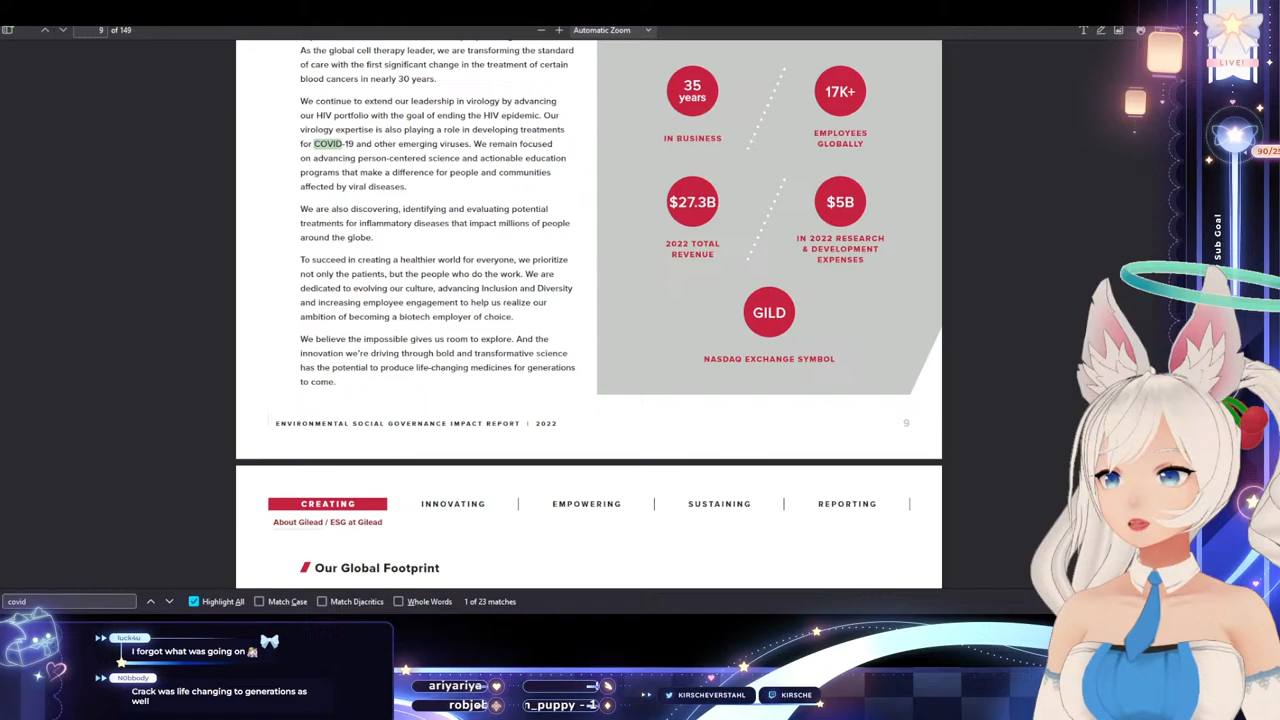 9
of 149
Automatic Zoom
As the global cell therapy leader, we are transforming the standard
of care with the first significant change in the treatment of certain
blood cancers in nearly 30 years.
We continue to extend our leadership in virology by advancing
our HIV portfolio with the goal of ending the HIV epidemic. Our
virology expertise is also playing a role in developing treatments
for COVID-19 and other emerging viruses. We remain focused
on advancing person-centered science and actionable education
programs that make a difference for people and communities
affected by viral diseases.
We are also discovering, identifying and evaluating potential
treatments for inflammatory diseases that impact millions of people
around the globe.
To succeed in creating a healthier world for everyone, we prioritize
not only the patients, but the people who do the work. We are
dedicated to evolving our culture, advancing Inclusion and Diversity
and increasing employee engagement to help us realize our
ambition of becoming a biotech employer of choice.
We believe the impossible gives us room to explore. And the
innovation we're driving through bold and transformative science
has the potential to produce life-changing medicines for generations
to come.
35
years
IN BUSINESS
17K+
EMPLOYEES
GLOBALLY
$27.3B
2022 TOTAL
REVENUE
$5B
IN 2022 RESEARCH
& DEVELOPMENT
EXPENSES
GILD
NASDAQ EXCHANGE SYMBOL
ENVIRONMENTAL SOCIAL GOVERNANCE IMPACT REPORT | 2022
9
CREATING
INNOVATING
EMPOWERING
SUSTAINING
REPORTING
About Gilead / ESG at Gilead
Our Global Footprint
covid
Highlight All
Match Case
Match Diacritics
Whole Words
1 of 23 matches
luck4u
I forgot what was going on
N0bbody
Crack was life changing to generations as
well
ariyariya
robjob
n_puppy - 1
KIRSCHEVERSTAHL
KIRSCHE
LIVE!
90/25
Sub Goal